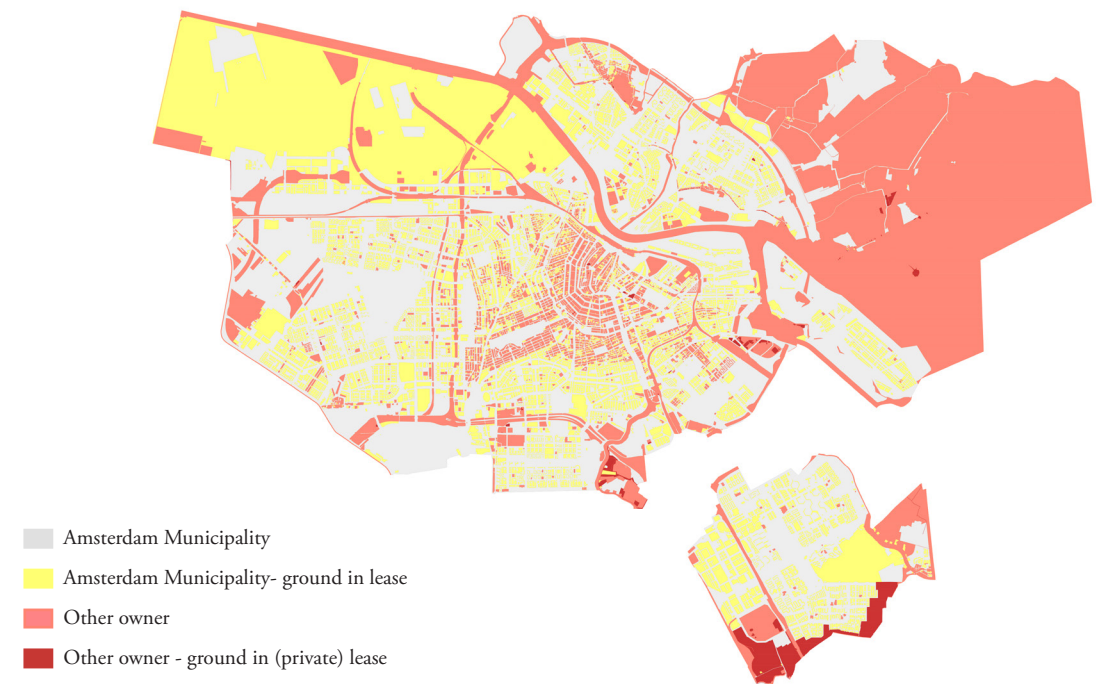 Amsterdam Municipality
Amsterdam Municipality- ground in lease
Other owner
Other owner - ground in (private) lease